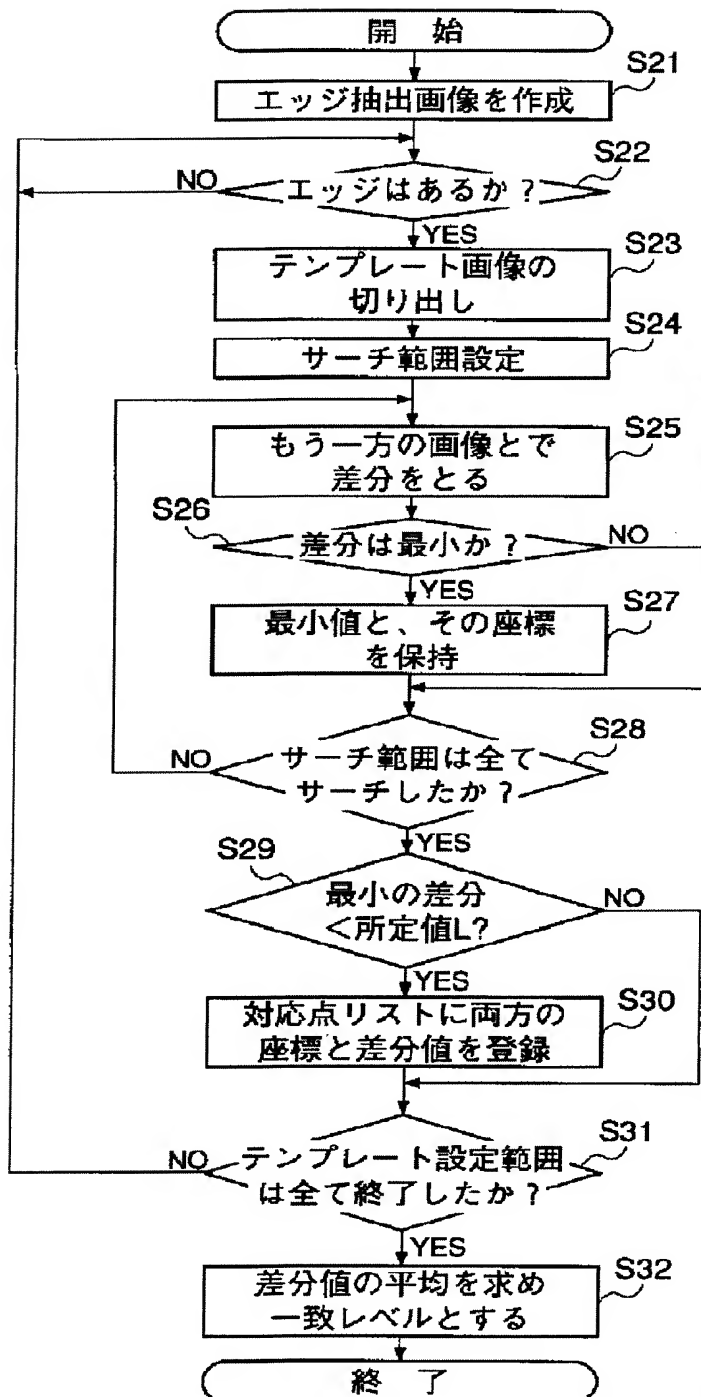 開 始
S21
エッジ抽出画像を作成
S22
NO
エッジはあるか?
YES
S23
テンプレート画像の
切り出し
S24
サーチ範囲設定
S25
もう一方の画像とで
差分をとる
S26
差分は最小か?
NO
YES
S27
最小値と、その座標
を保持
S28
NO
サーチ範囲は全て
サーチしたか?
YES
S29
最小の差分
<所定値L?
NO
YES
S30
対応点リストに両方の
座標と差分値を登録
S31
NO
テンプレート設定範囲
は全て終了したか?
YES
S32
差分値の平均を求め
一致レベルとする
終 了